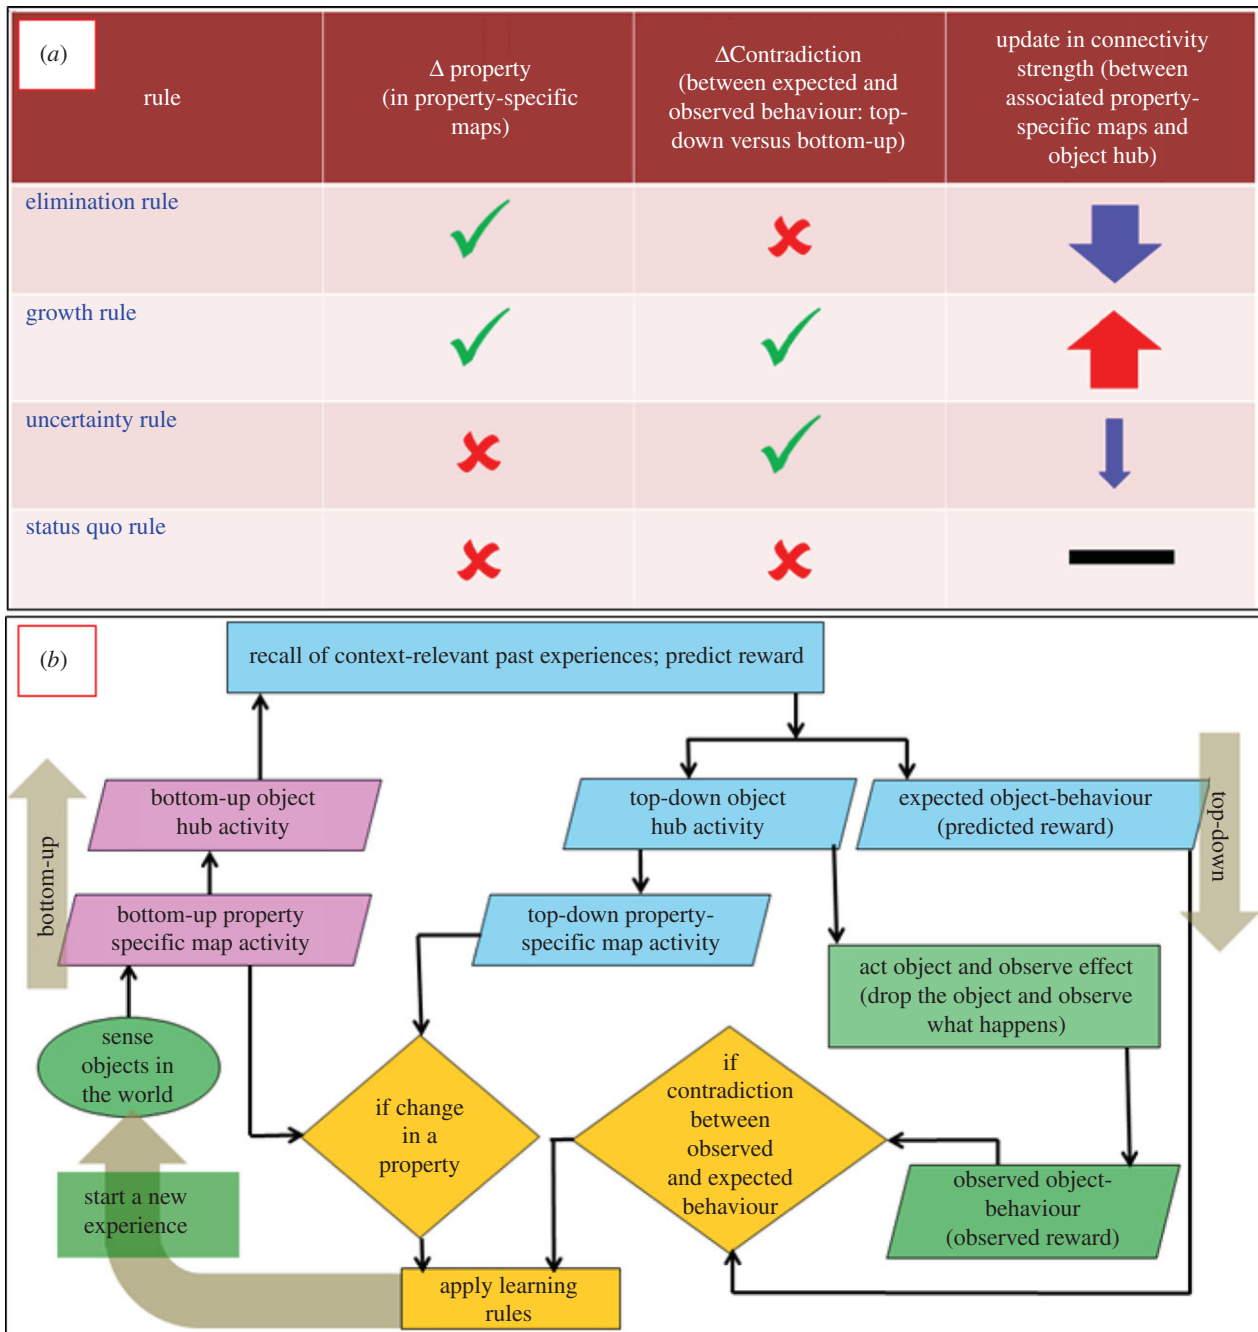 (a)
rule
Δ property
(in property-specific
maps)
ΔContradiction
(between expected and
observed behaviour: top-
down versus bottom-up)
update in connectivity
strength (between
associated property-
specific maps and
object hub)
elimination rule
growth rule
uncertainty rule
status quo rule
(b)
recall of context-relevant past experiences; predict reward
bottom-up
bottom-up object
hub activity
top-down object
hub activity
expected object-behaviour
(predicted reward)
top-down
bottom-up property
specific map activity
top-down property-
specific map activity
act object and observe effect
(drop the object and observe
what happens)
sense
objects in
the world
if change
in a
property
if
contradiction
between
observed
and expected
behaviour
observed object-
behaviour
(observed reward)
start a new
experience
apply learning
rules